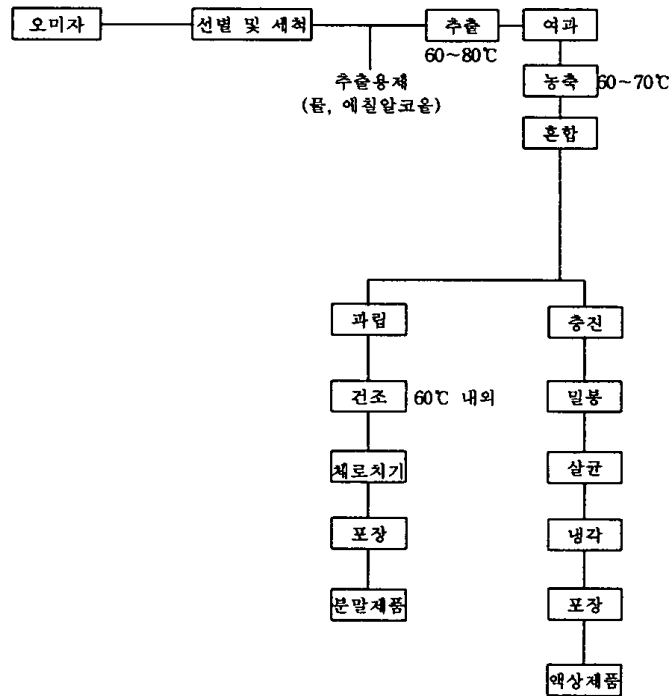 오미자
선별 및 세척
추출
여과
60~80℃
추출용재
(물, 에칠알코올)
농축
60~70℃
혼합
과립
충진
건조
60℃ 내외
밀봉
채로치기
살균
포장
냉각
분말제품
포장
액상제품